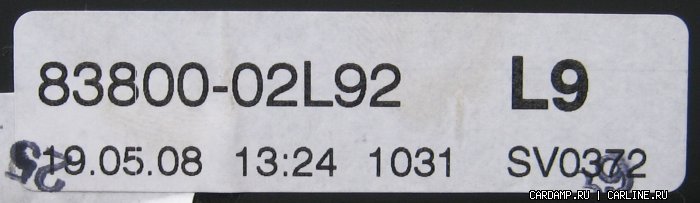 83800-02L92 L9
19.05.08 13:24 1031 SV0372
CARDAMP.RU | CARLINE.RU